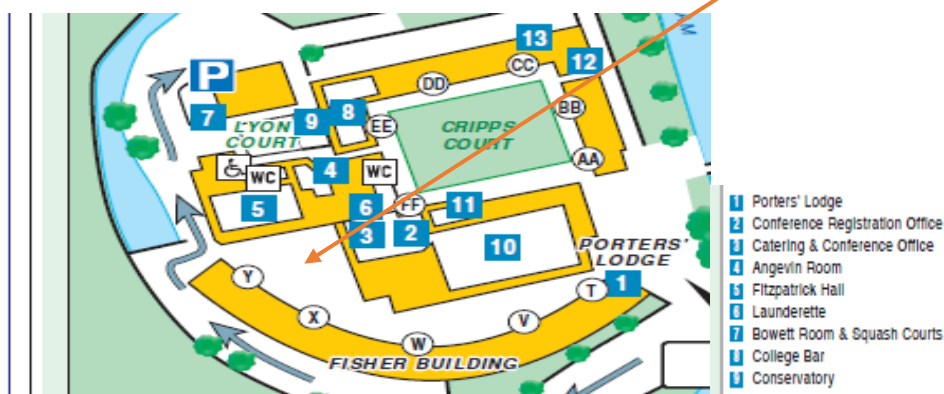 13
CC
12
P
DD
AM
7
9
8
BB
LYON
COURT
EE
CRIPPS
COURT
WC
4
WC
AA
5
6
FF
11
3
2
10
PORTERS'
LODGE
1
Y
T
X
V
W
FISHER BUILDING
1 Porters' Lodge
2 Conference Registration Office
3 Catering & Conference Office
4 Angevin Room
5 Fitzpatrick Hall
6 Launderette
7 Bowett Room & Squash Courts
8 College Bar
9 Conservatory